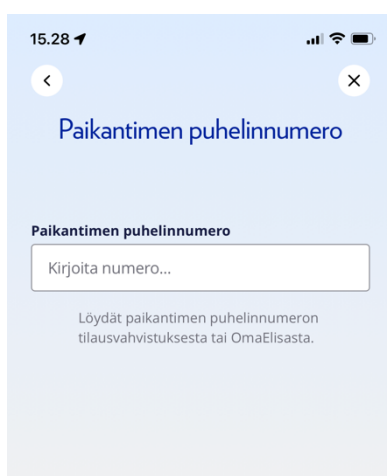 15.28
Paikantimen puhelinnumero
Paikantimen puhelinnumero
Kirjoita numero...
Löydät paikantimen puhelinnumeron
tilausvahvistuksesta tai OmaElisasta.